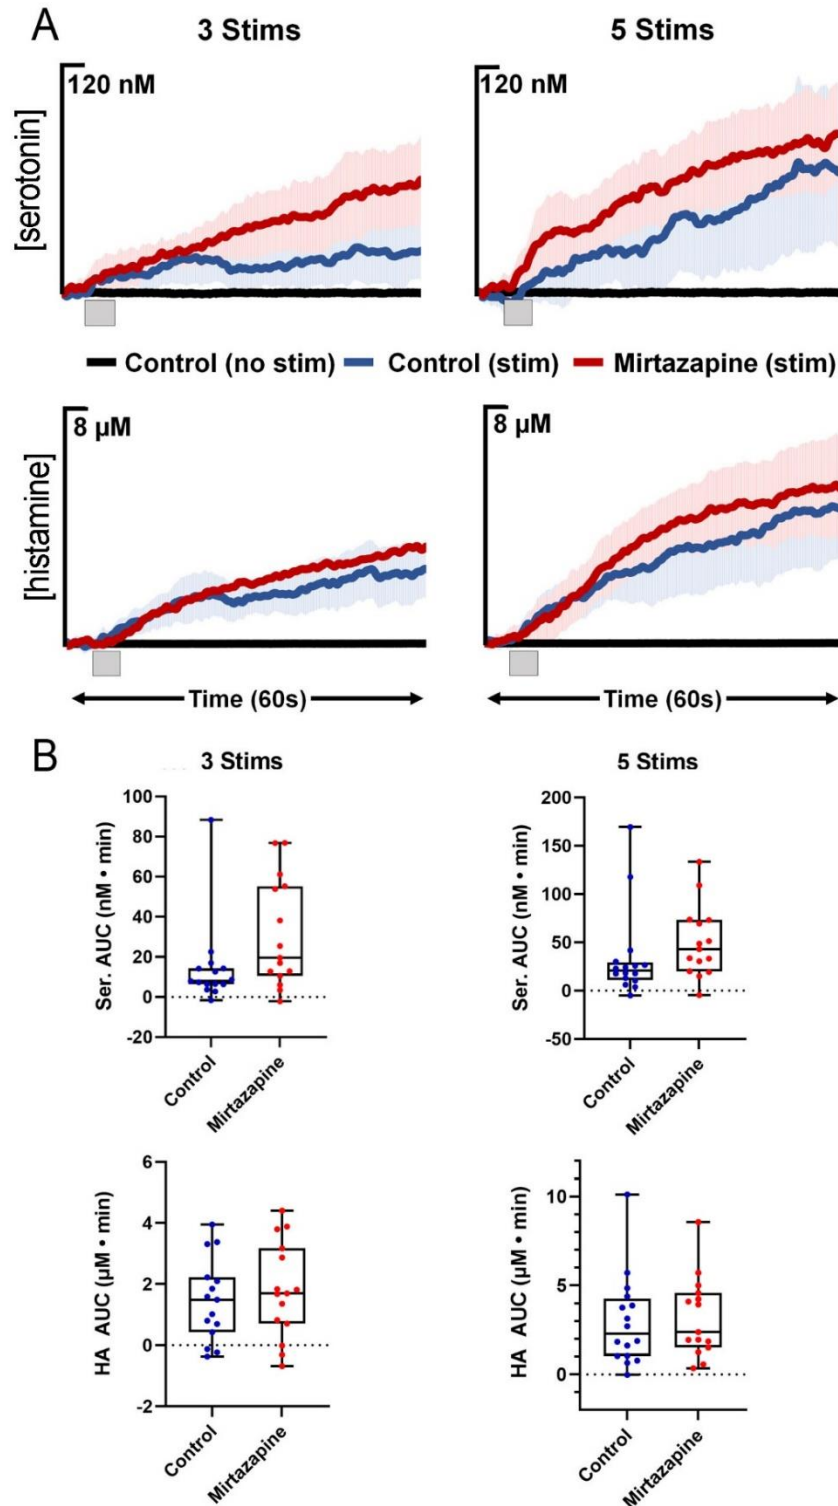 A
3 Stims
5 Stims
120 nM
120 nM
[serotonin]
Control (no stim) Control (stim) Mirtazapine (stim)
8 µM
8 µM
[histamine]
Time (60s)
Time (60s)
B
3 Stims
5 Stims
Ser. AUC (nM • min)
100
80
60
40
20
0
-20
Control
Mirtazapine
Ser. AUC (nM • min)
200
150
100
50
0
-50
Control
Mirtazapine
HA AUC (µM • min)
6
4
2
0
-2
Control
Mirtazapine
HA AUC (µM • min)
10
5
0
Control
Mirtazapine